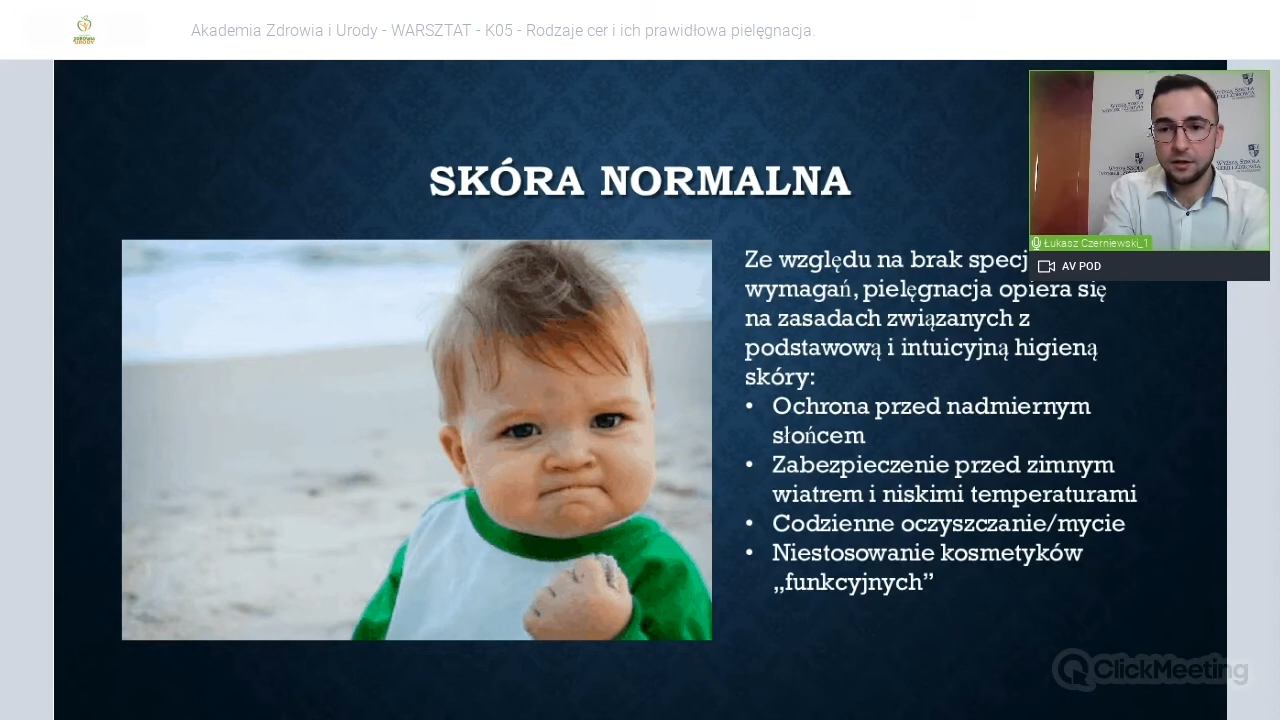 ZDROWIA
URODY
Akademia Zdrowia i Urody - WARSZTAT - K05 - Rodzaje cer i ich prawidłowa pielęgnacja.
SKÓRA NORMALNA
Ze względu na brak specj
wymagań, pielęgnacja opiera się
na zasadach związanych z
podstawową i intuicyjną higieną
skóry:
• Ochrona przed nadmiernym
słońcem
• Zabezpieczenie przed zimnym
wiatrem i niskimi temperaturami
• Codzienne oczyszczanie/mycie
• Niestosowanie kosmetyków
„funkcyjnych”
Łukasz Czerniewski_1
AV POD
ClickMeeting